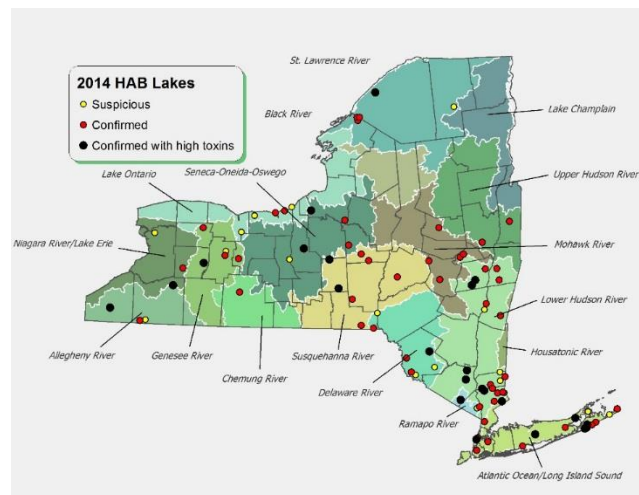 St. Lawrence River
2014 HAB Lakes
Suspicious
Confirmed
Confirmed with high toxins
Black River
Lake Champlain
Lake Ontario
Seneca-Oneida-Oswego
Upper Hudson River
Niagara River/Lake Erie
Mohawk River
Lower Hudson River
Allegheny River
Genesee River
Chemung River
Susquehanna River
Delaware River
Housatonic River
Ramapo River
Atlantic Ocean/Long Island Sound